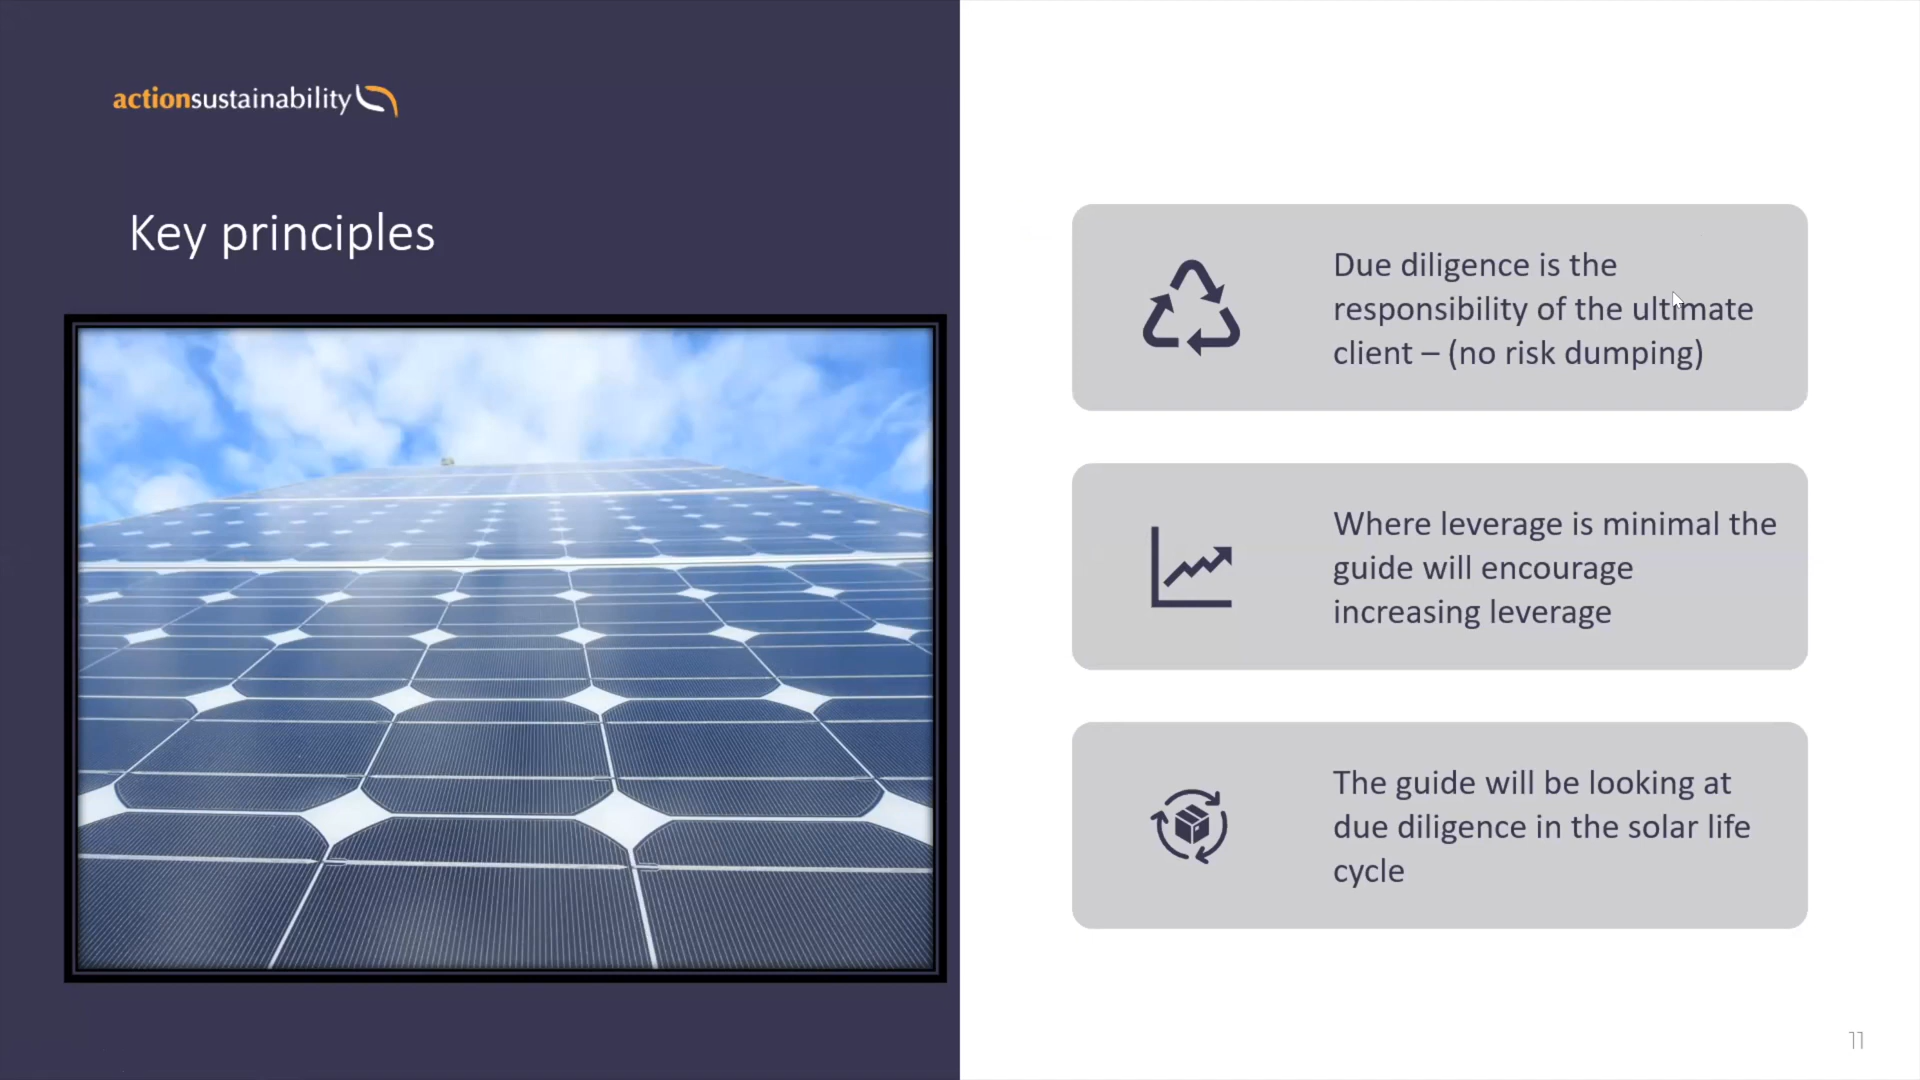 actionsustainability
Key principles
Due diligence is the
responsibility of the ultimate
client – (no risk dumping)
Where leverage is minimal the
guide will encourage
increasing leverage
The guide will be looking at
due diligence in the solar life
cycle
11